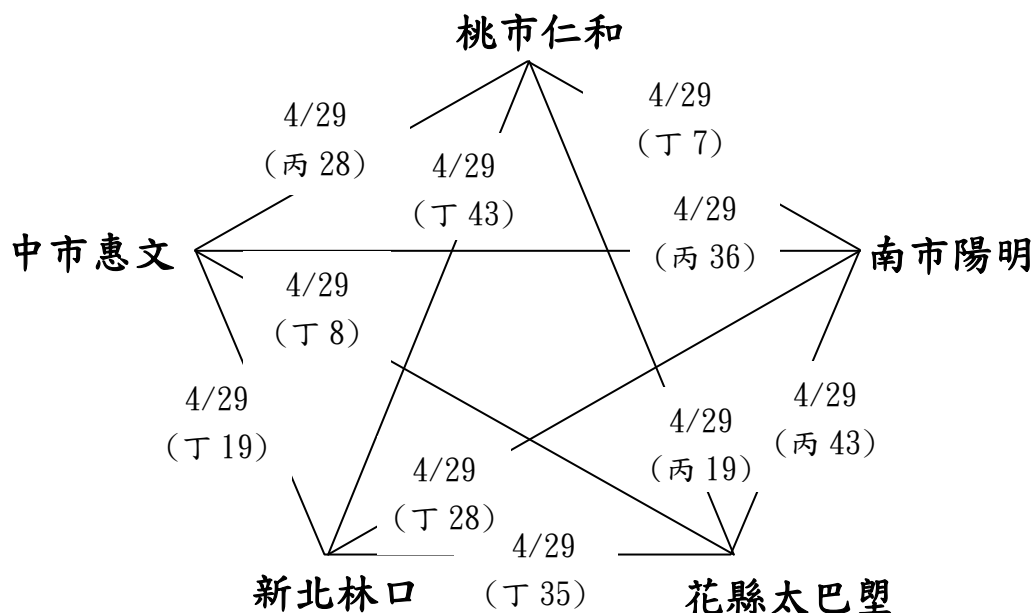 桃市仁和
4/29
（丁 7）
4/29
（丙 28）
4/29
（丁 43）
4/29
（丙 36）
中市惠文
南市陽明
4/29
（丁 8）
4/29
（丁 19）
4/29
（丙 43）
4/29
（丙 19）
4/29
（丁 28）
4/29
（丁 35）
新北林口
花縣太巴塱